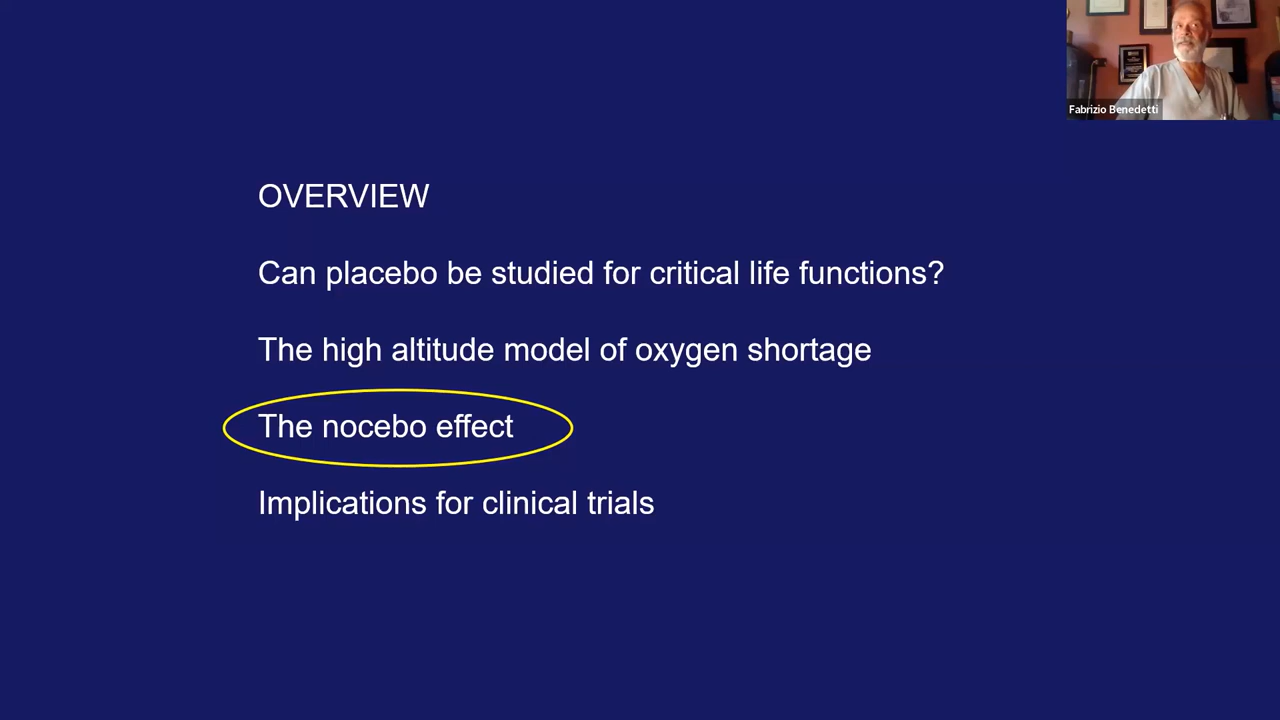 Fabrizio Benedetti
OVERVIEW
Can placebo be studied for critical life functions?
The high altitude model of oxygen shortage
The nocebo effect
Implications for clinical trials